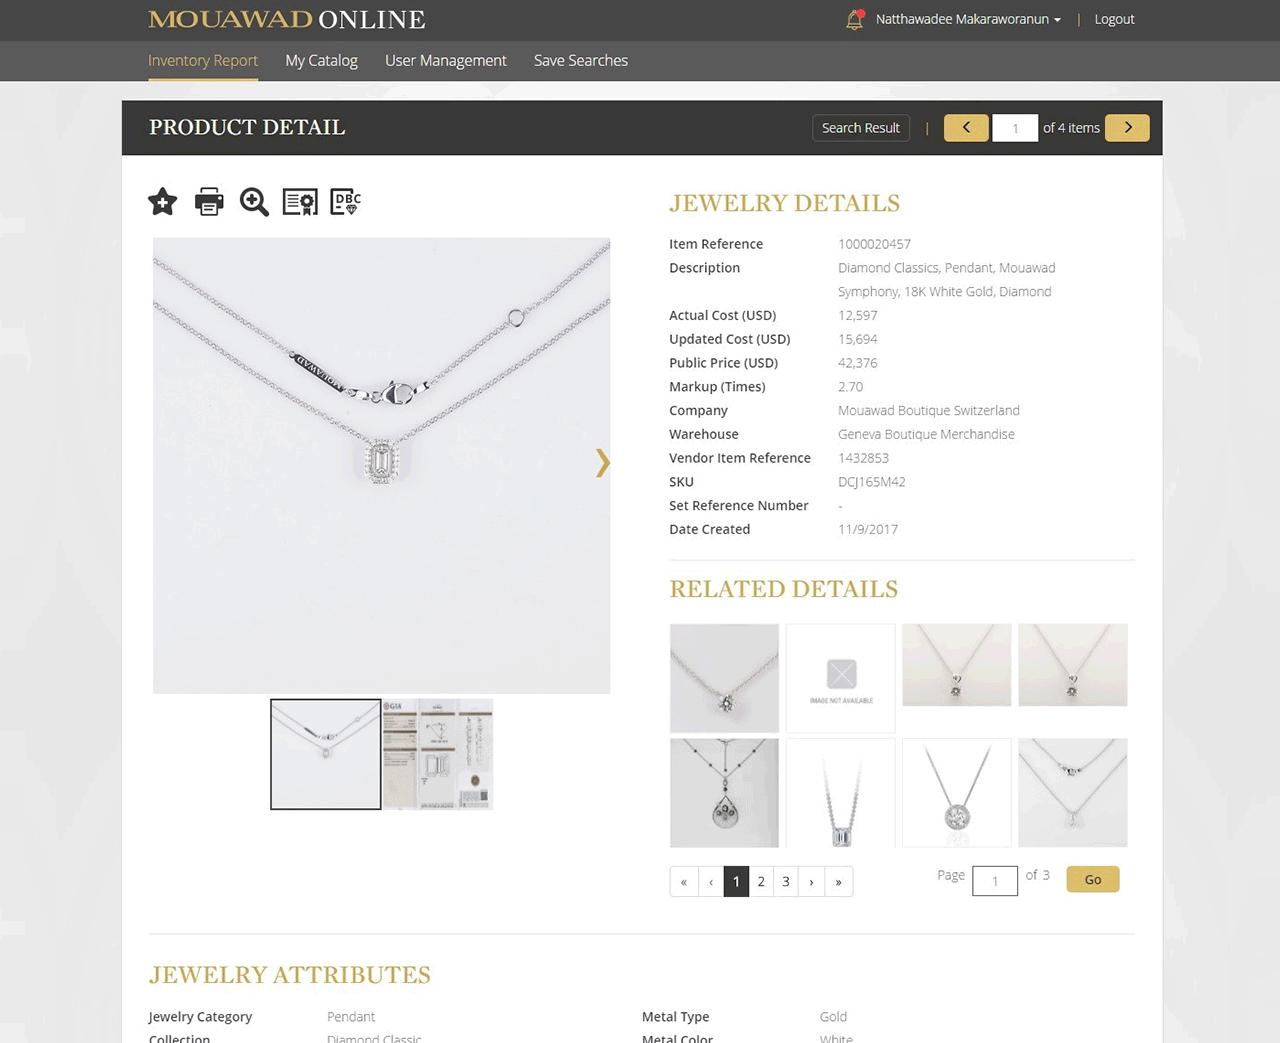 MOUAWAD ONLINE
Natthawadee Makaraworanun | Logout
Inventory Report My Catalog User Management Save Searches
PRODUCT DETAIL
Search Result | 1 of 4 items
DBC
MOUAWAD
GIA
JEWELRY DETAILS
Item Reference 1000020457
Description Diamond Classics, Pendant, Mouawad
Symphony, 18K White Gold, Diamond
Actual Cost (USD) 12,597
Updated Cost (USD) 15,694
Public Price (USD) 42,376
Markup (Times) 2.70
Company Mouawad Boutique Switzerland
Warehouse Geneva Boutique Merchandise
Vendor Item Reference 1432853
SKU DCJ165M42
Set Reference Number -
Date Created 11/9/2017
RELATED DETAILS
IMAGE NOT AVAILABLE
« ‹ 1 2 3 › »
Page 1 of 3 Go
JEWELRY ATTRIBUTES
Jewelry Category Pendant Metal Type Gold
Collection Diamond Classic Metal Color White